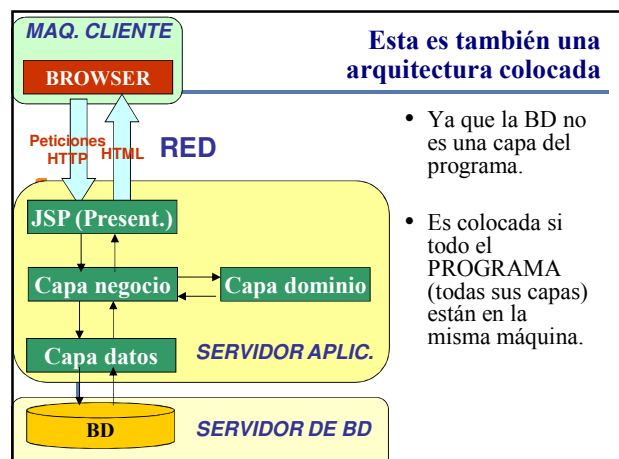 MAQ. CLIENTE
BROWSER
Peticiones
HTTP
HTML
RED
JSP (Present.)
Capa negocio
Capa dominio
Capa datos
SERVIDOR APLIC.
BD
SERVIDOR DE BD
Esta es también una
arquitectura colocada
• Ya que la BD no
es una capa del
programa.
• Es colocada si
todo el
PROGRAMA
(todas sus capas)
están en la
misma máquina.